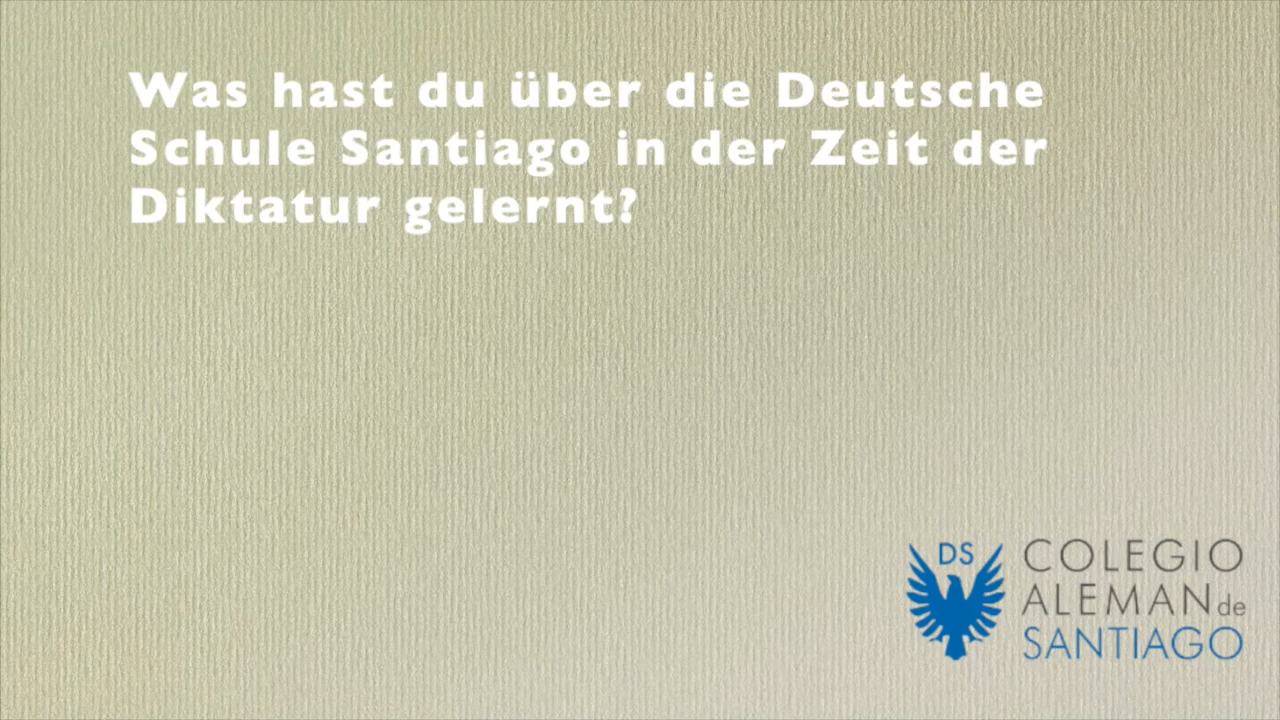 Was hast du über die Deutsche
Schule Santiago in der Zeit der
Diktatur gelernt?
DS
COLEGIO
ALEMAN de
SANTIAGO